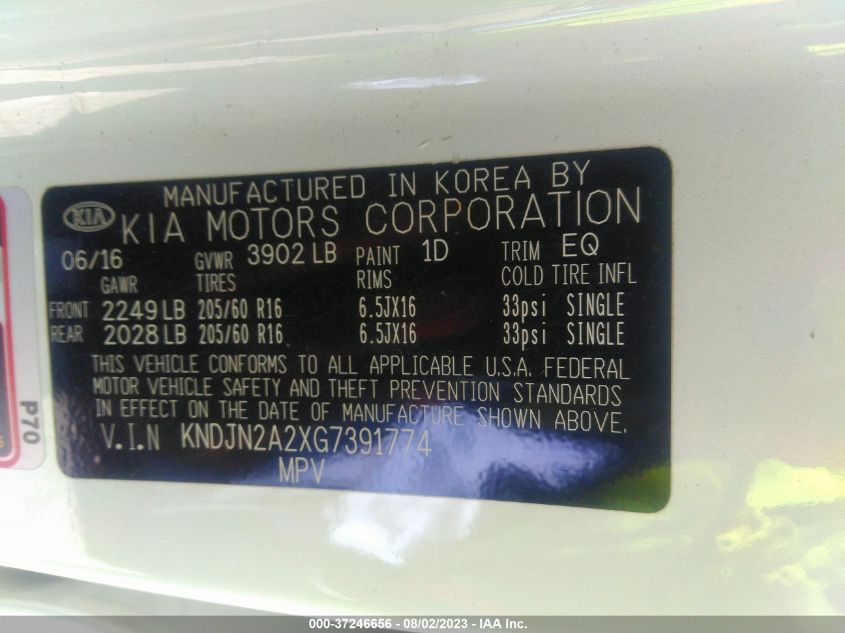 MANUFACTURED IN KOREA BY
KIA KIA MOTORS CORPORATION
06/16 GVWR 3902 LB PAINT 1D TRIM EQ
GAWR TIRES RIMS COLD TIRE INFL
FRONT 2249 LB 205/60 R16 6.5JX16 33psi SINGLE
REAR 2028 LB 205/60 R16 6.5JX16 33psi SINGLE
THIS VEHICLE CONFORMS TO ALL APPLICABLE U.S.A. FEDERAL
MOTOR VEHICLE SAFETY AND THEFT PREVENTION STANDARDS
IN EFFECT ON THE DATE OF MANUFACTURE SHOWN ABOVE.
V.I.N KNDJN2A2XG7391774
MPV
P70
000-37246656 - 08/02/2023 - IAA Inc.